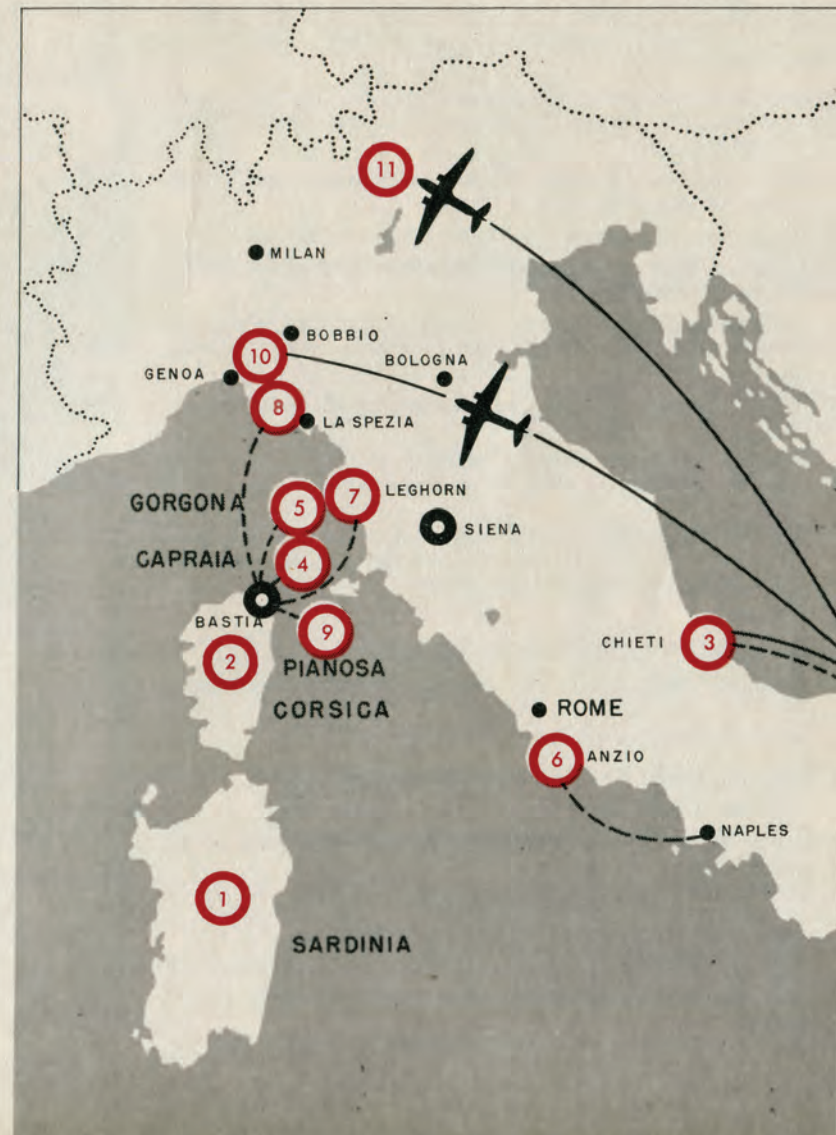 11
MILAN
BOBBIO
10
BOLOGNA
GENOA
8
LA SPEZIA
GORGONA
5
7
LEGHORN
SIENA
CAPRAIA
4
BASTIA
9
CHIETI
3
2
PIANOSA
CORSICA
ROME
6
ANZIO
NAPLES
1
SARDINIA